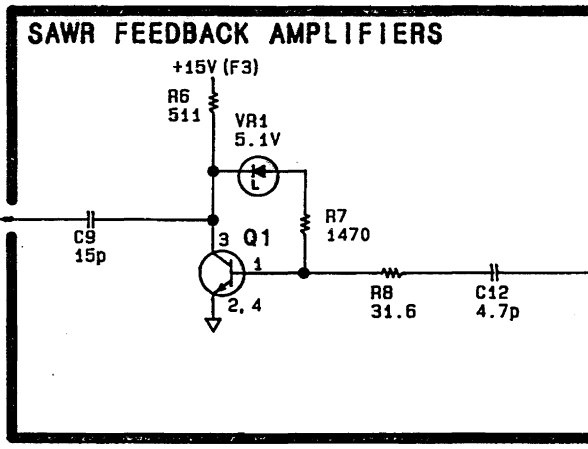 SAWR FEEDBACK AMPLIFIERS
+15V (F3)
R6
511
VR1
5.1V
L
R7
1470
C9
15p
3
Q1
1
2, 4
R8
31.6
C12
4.7p